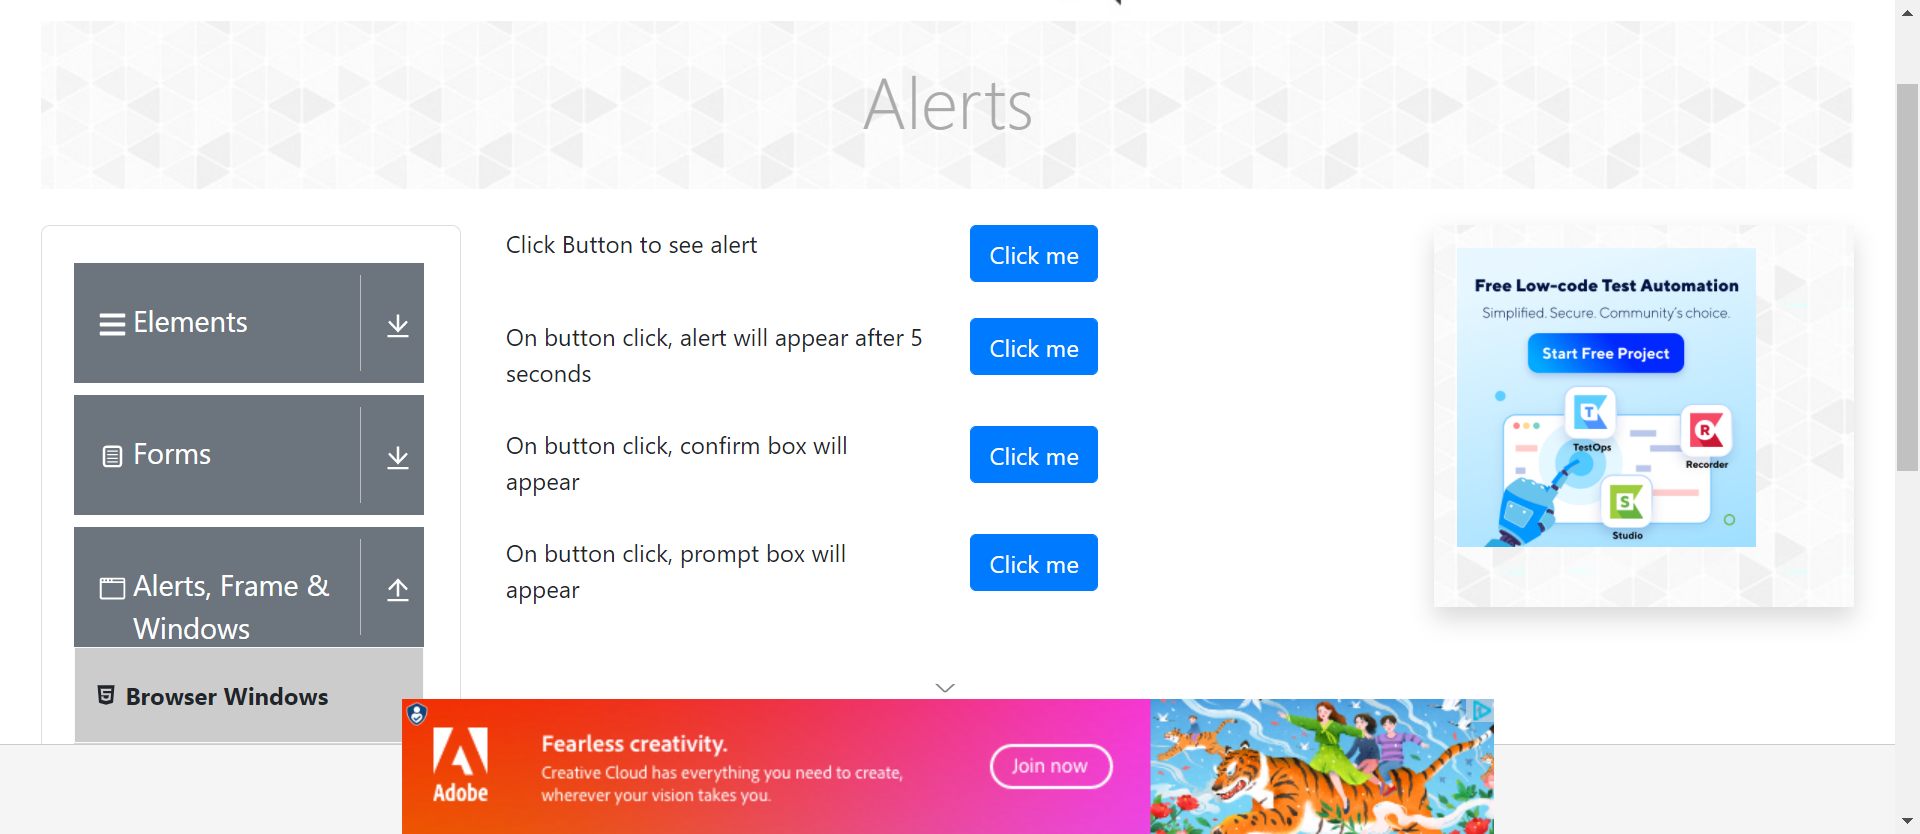 Alerts
Elements
Forms
Alerts, Frame &
Windows
Browser Windows
Click Button to see alert
Click me
On button click, alert will appear after 5
seconds
Click me
On button click, confirm box will
appear
Click me
On button click, prompt box will
appear
Click me
Free Low-code Test Automation
Simplified. Secure. Community's choice.
Start Free Project
T
TestOps
R
Recorder
S
Studio
Adobe
Fearless creativity.
Creative Cloud has everything you need to create,
wherever your vision takes you.
Join now